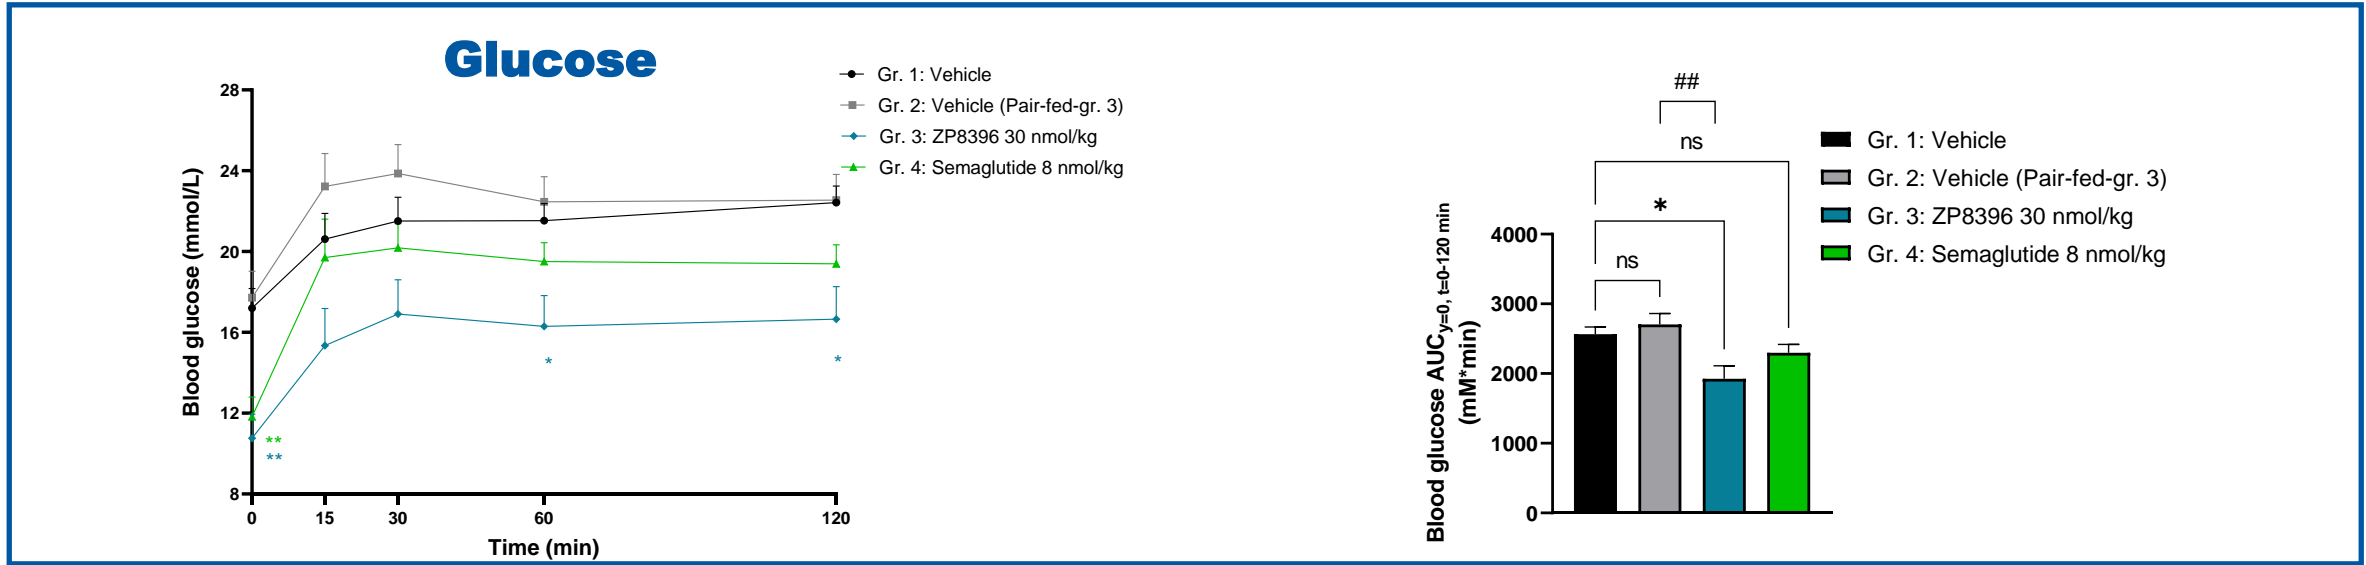 Glucose
Blood glucose (mmol/L)
28
24
20
16
12
8
**
**
*
*
0
15
30
60
120
Time (min)
Gr. 1: Vehicle
Gr. 2: Vehicle (Pair-fed-gr. 3)
Gr. 3: ZP8396 30 nmol/kg
Gr. 4: Semaglutide 8 nmol/kg
Blood glucose AUCy=0, t=0-120 min
(mM*min)
4000
3000
2000
1000
0
##
ns
*
ns
Gr. 1: Vehicle
Gr. 2: Vehicle (Pair-fed-gr. 3)
Gr. 3: ZP8396 30 nmol/kg
Gr. 4: Semaglutide 8 nmol/kg